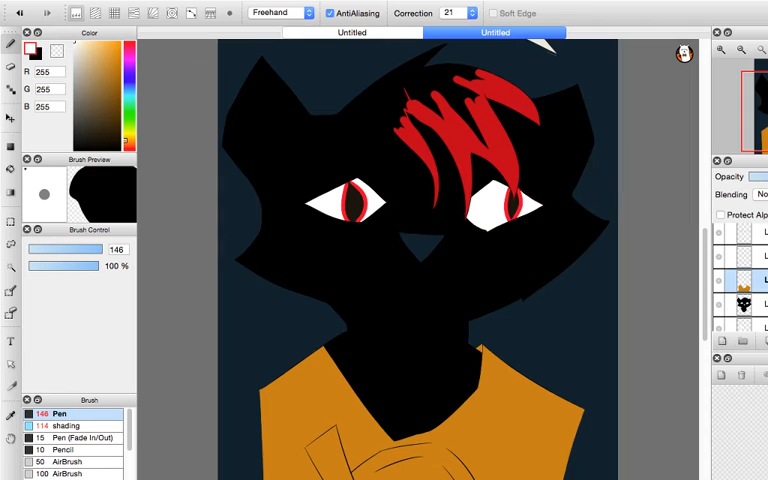 Freehand
AntiAliasing
Correction
21
Soft Edge
Untitled
Untitled
Color
R
255
G
255
B
255
Brush Preview
Brush Control
146
100 %
Brush
146 Pen
114 shading
15 Pen (Fade In/Out)
10 Pencil
50 AirBrush
100 AirBrush
Opacity
Blending
No
Protect Alp
L
L
L
L
L
T